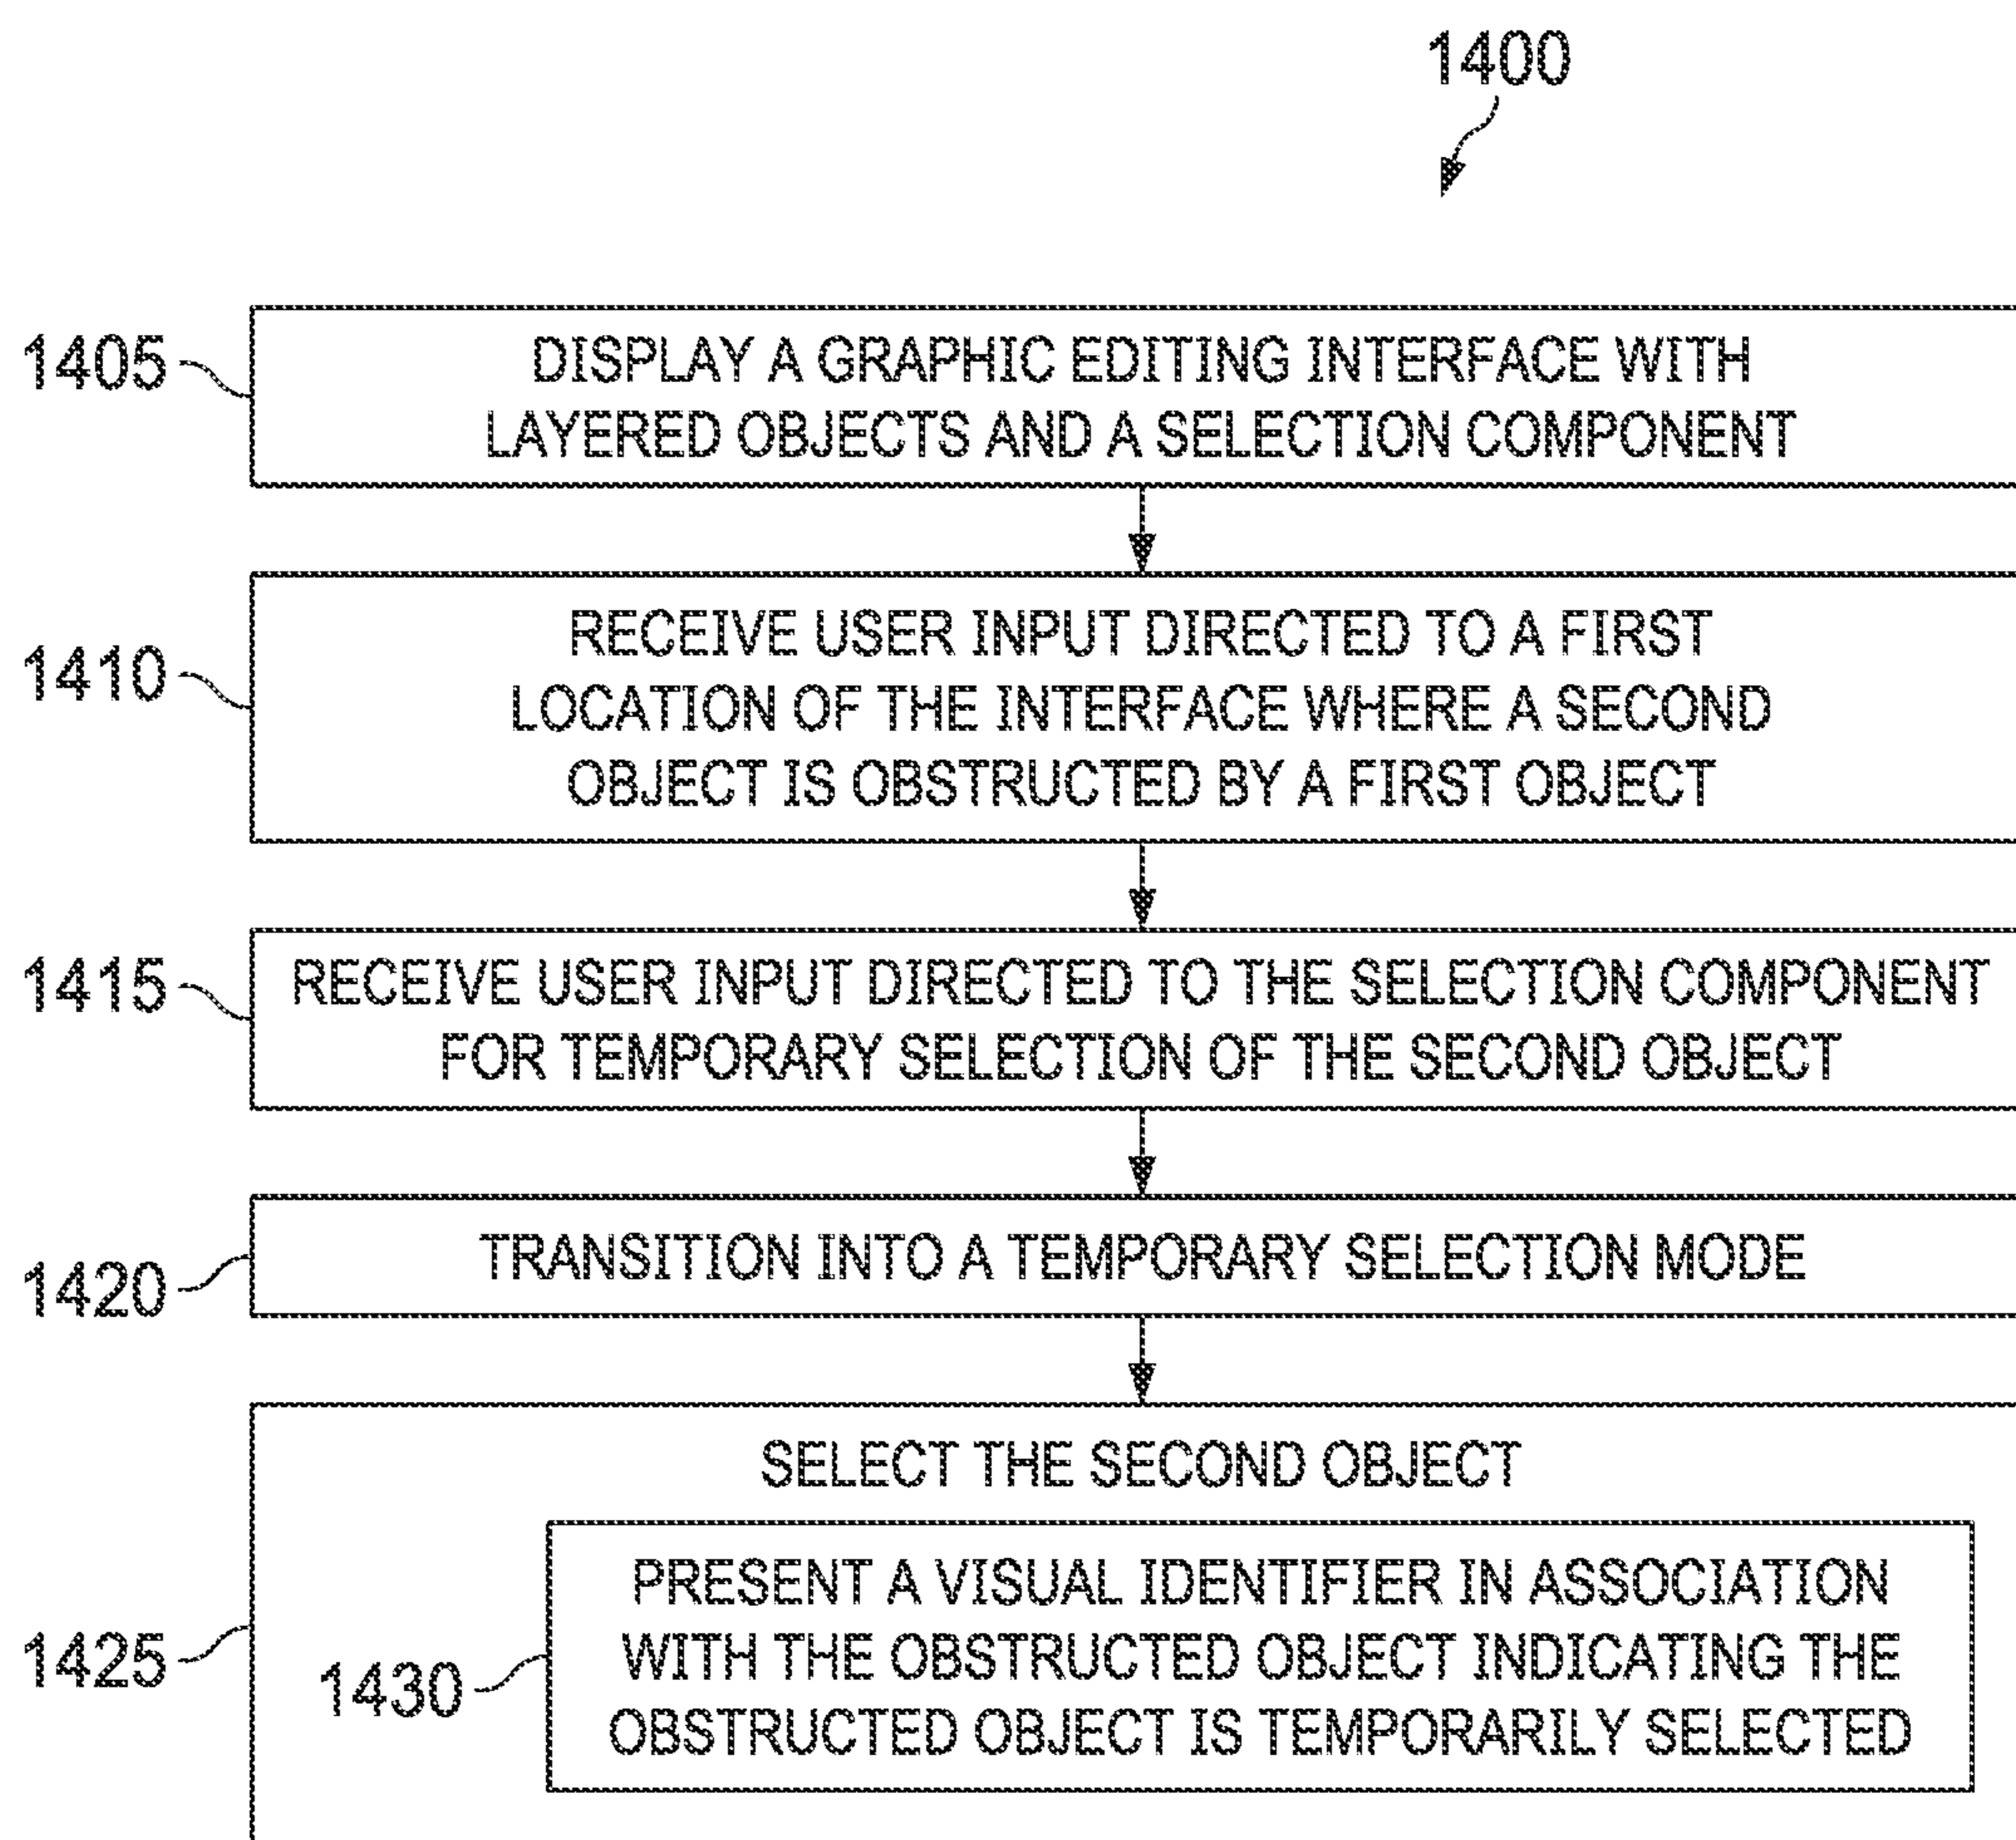 1400
1405
DISPLAY A GRAPHIC EDITING INTERFACE WITH
LAYERED OBJECTS AND A SELECTION COMPONENT
1410
RECEIVE USER INPUT DIRECTED TO A FIRST
LOCATION OF THE INTERFACE WHERE A SECOND
OBJECT IS OBSTRUCTED BY A FIRST OBJECT
1415
RECEIVE USER INPUT DIRECTED TO THE SELECTION COMPONENT
FOR TEMPORARY SELECTION OF THE SECOND OBJECT
1420
TRANSITION INTO A TEMPORARY SELECTION MODE
1425
SELECT THE SECOND OBJECT
1430
PRESENT A VISUAL IDENTIFIER IN ASSOCIATION
WITH THE OBSTRUCTED OBJECT INDICATING THE
OBSTRUCTED OBJECT IS TEMPORARILY SELECTED